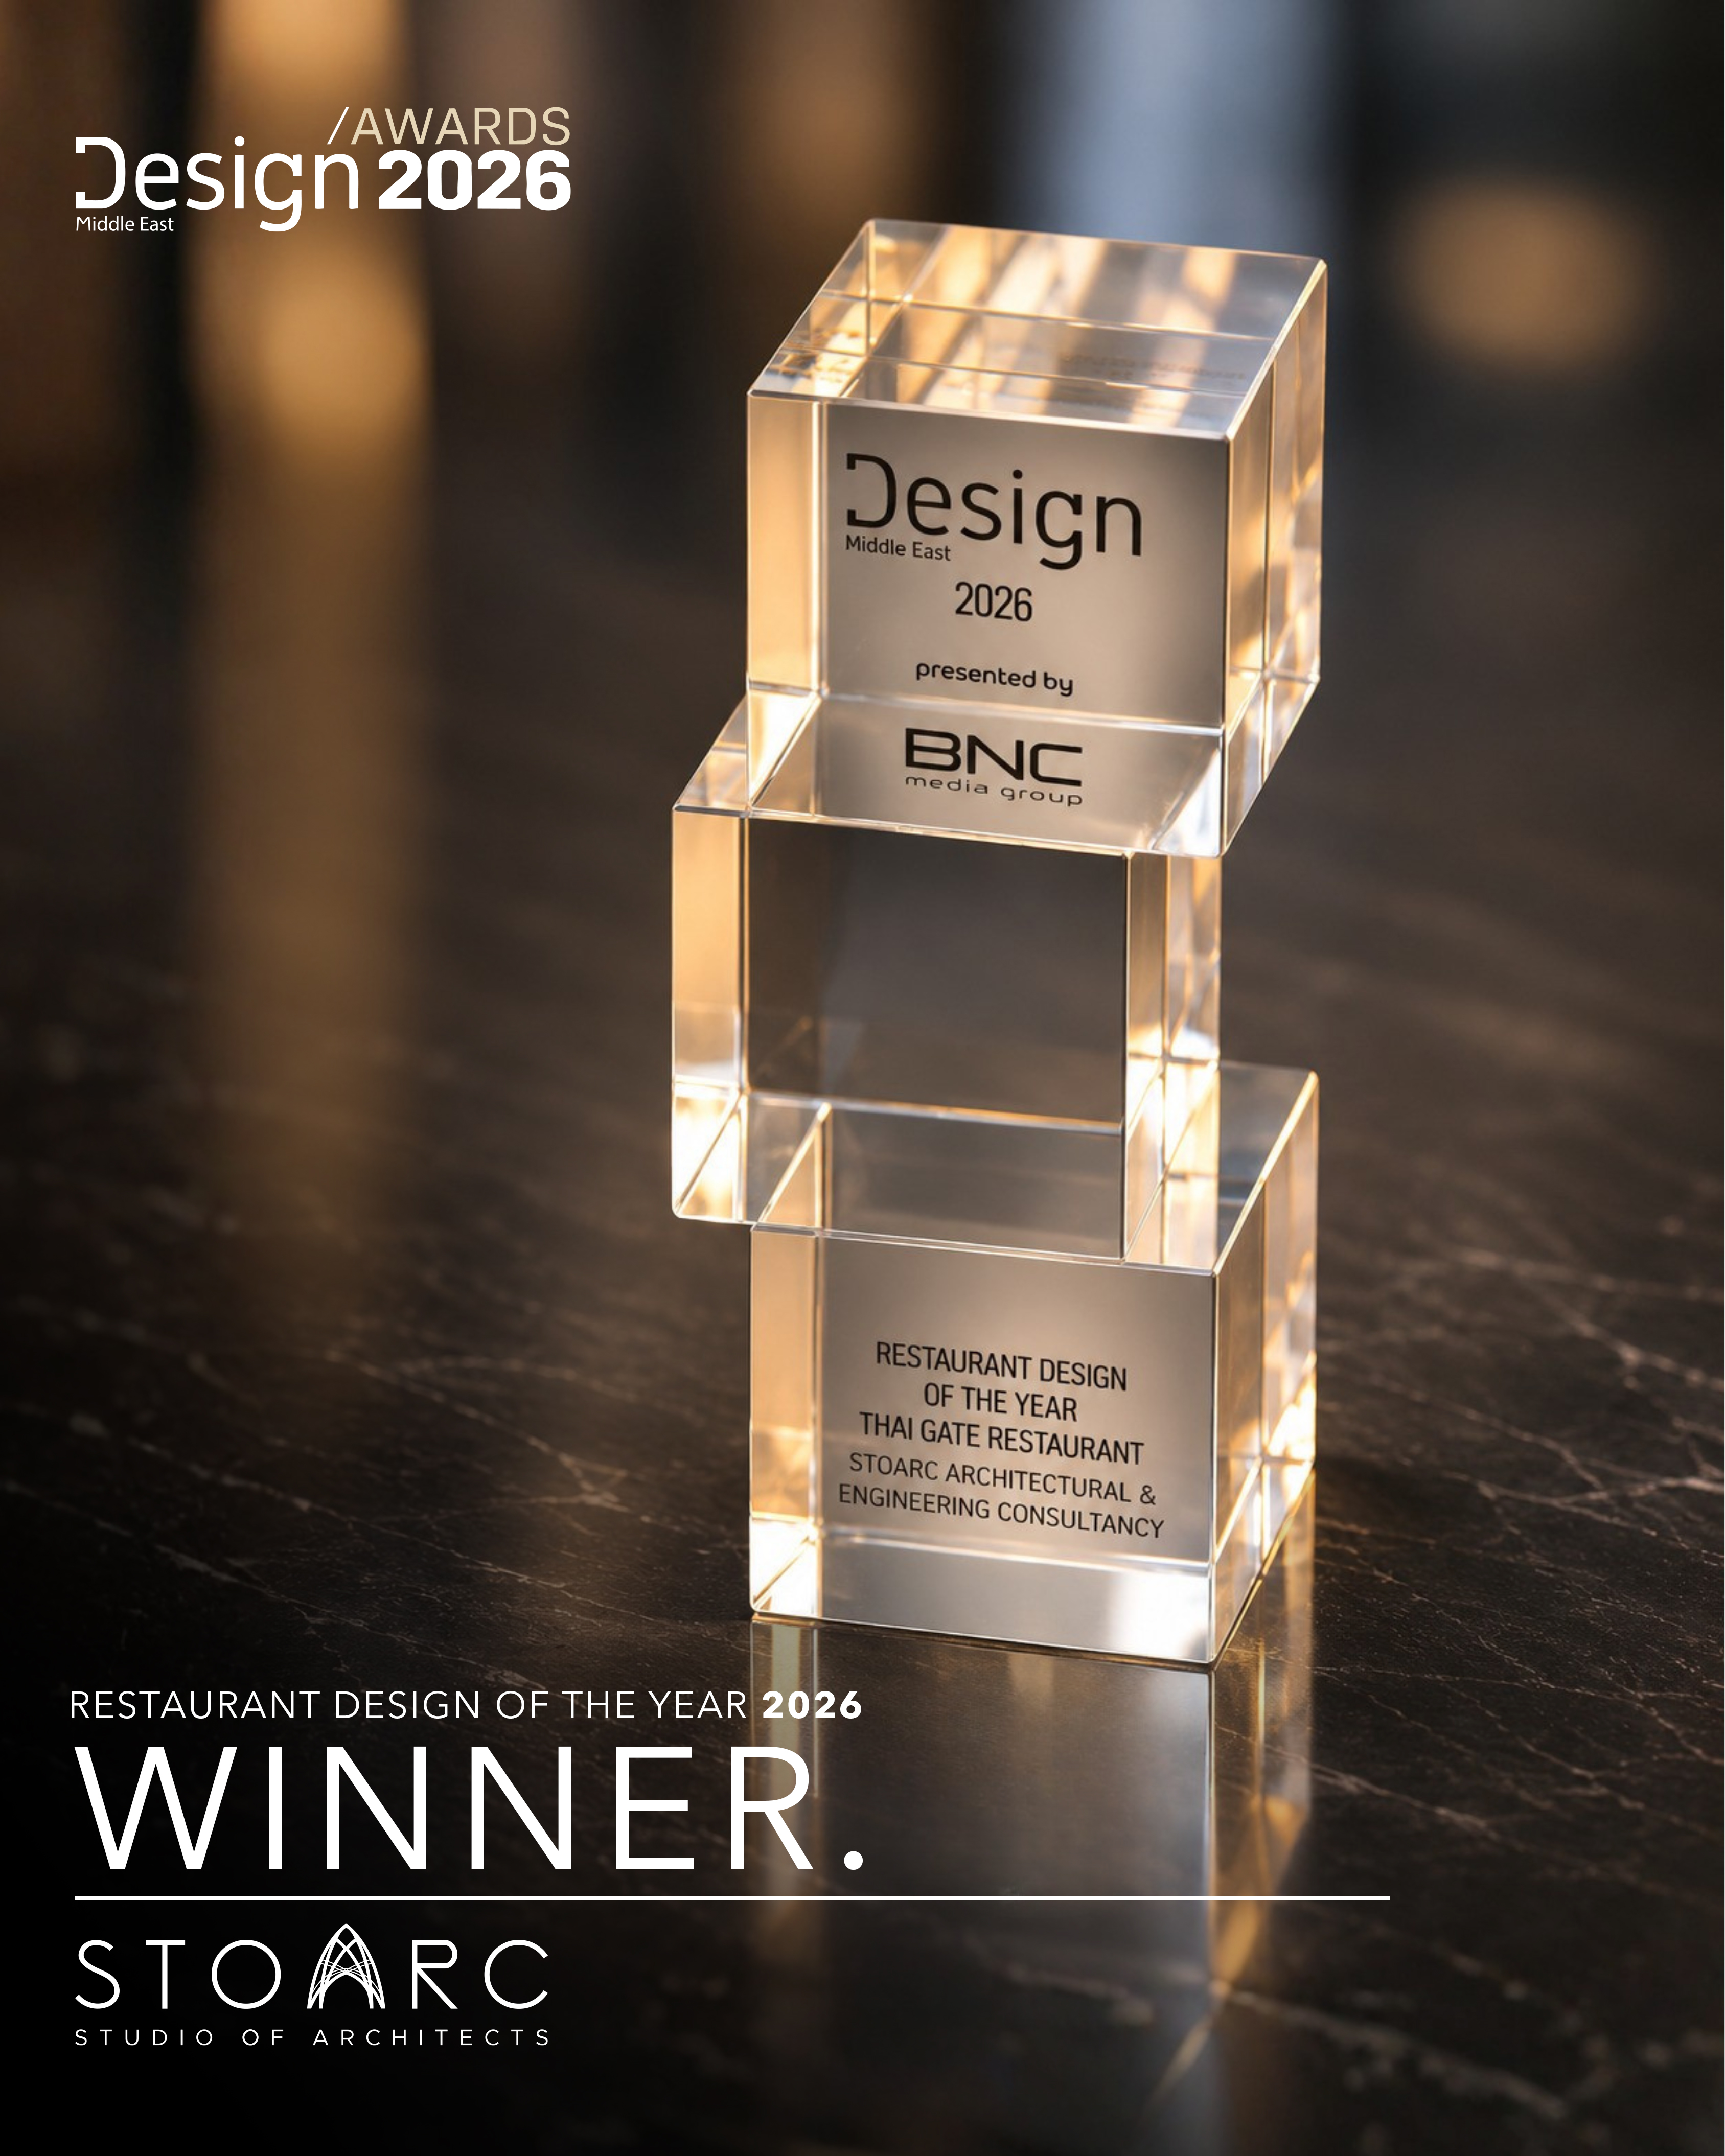 /AWARDS
Design 2026
Middle East
Design
Middle East
2026
presented by
BNC
media group
RESTAURANT DESIGN
OF THE YEAR
THAI GATE RESTAURANT
STOARC ARCHITECTURAL &
ENGINEERING CONSULTANCY
RESTAURANT DESIGN OF THE YEAR 2026
WINNER.
STOARC
STUDIO OF ARCHITECTS